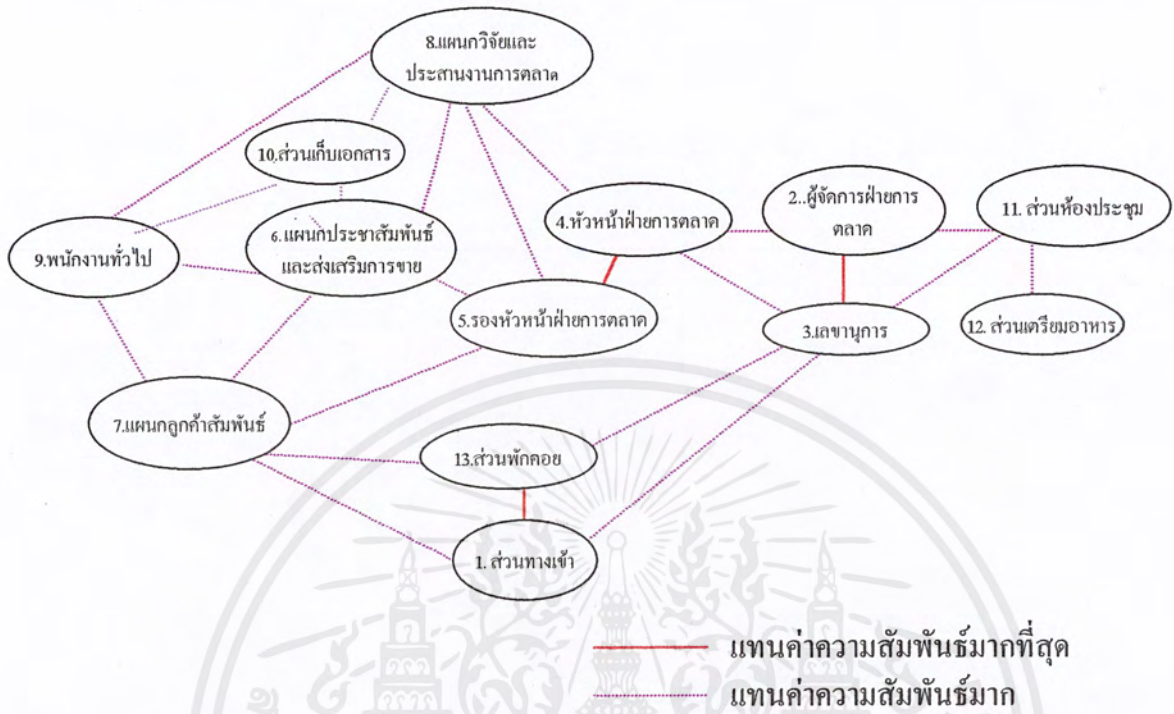 8.แผนกวิจัยและ
ประสานงานการตลาด
10.ส่วนเก็บเอกสาร
2..ผู้จัดการฝ่ายการ
ตลาด
11. ส่วนห้องประชุม
4.หัวหน้าฝ่ายการตลาด
6.แผนกประชาสัมพันธ์
และส่งเสริมการขาย
9.พนักงานทั่วไป
5.รองหัวหน้าฝ่ายการตลาด
3.เลขานุการ
12. ส่วนเตรียมอาหาร
7.แผนกลูกค้าสัมพันธ์
13.ส่วนพักคอย
1. ส่วนทางเข้า
แทนค่าความสัมพันธ์มากที่สุด
แทนค่าความสัมพันธ์มาก